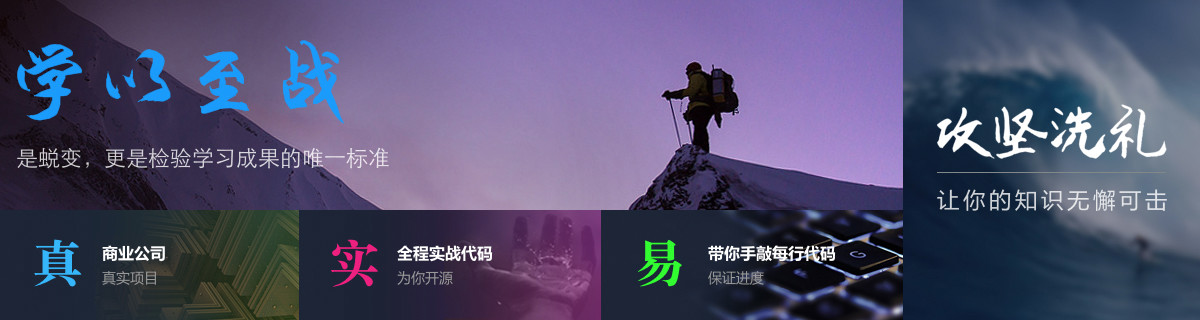 学以至战
是蜕变，更是检验学习成果的唯一标准
攻坚洗礼
让你的知识无懈可击
真
商业公司
真实项目
实
全程实战代码
为你开源
易
带你手敲每行代码
保证进度
G